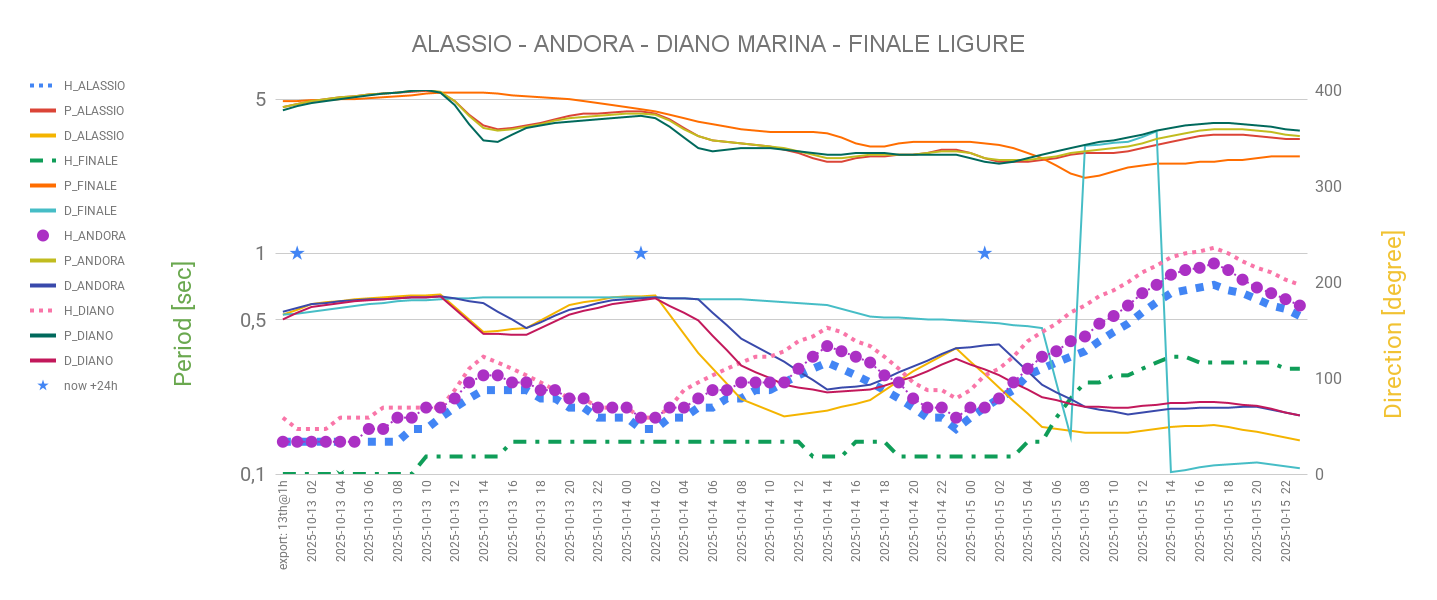 ALASSIO - ANDORA - DIANO MARINA - FINALE LIGURE
H_ALASSIO
P_ALASSIO
D_ALASSIO
H_FINALE
P_FINALE
D_FINALE
H_ANDORA
P_ANDORA
D_ANDORA
H_DIANO
P_DIANO
D_DIANO
now +24h
Period [sec]
5
1
0,5
0,1
400
300
200
100
0
Direction [degree]
export: 13th@1h
2025-10-13 02
2025-10-13 04
2025-10-13 06
2025-10-13 08
2025-10-13 10
2025-10-13 12
2025-10-13 14
2025-10-13 16
2025-10-13 18
2025-10-13 20
2025-10-13 22
2025-10-14 00
2025-10-14 02
2025-10-14 04
2025-10-14 06
2025-10-14 08
2025-10-14 10
2025-10-14 12
2025-10-14 14
2025-10-14 16
2025-10-14 18
2025-10-14 20
2025-10-14 22
2025-10-15 00
2025-10-15 02
2025-10-15 04
2025-10-15 06
2025-10-15 08
2025-10-15 10
2025-10-15 12
2025-10-15 14
2025-10-15 16
2025-10-15 18
2025-10-15 20
2025-10-15 22